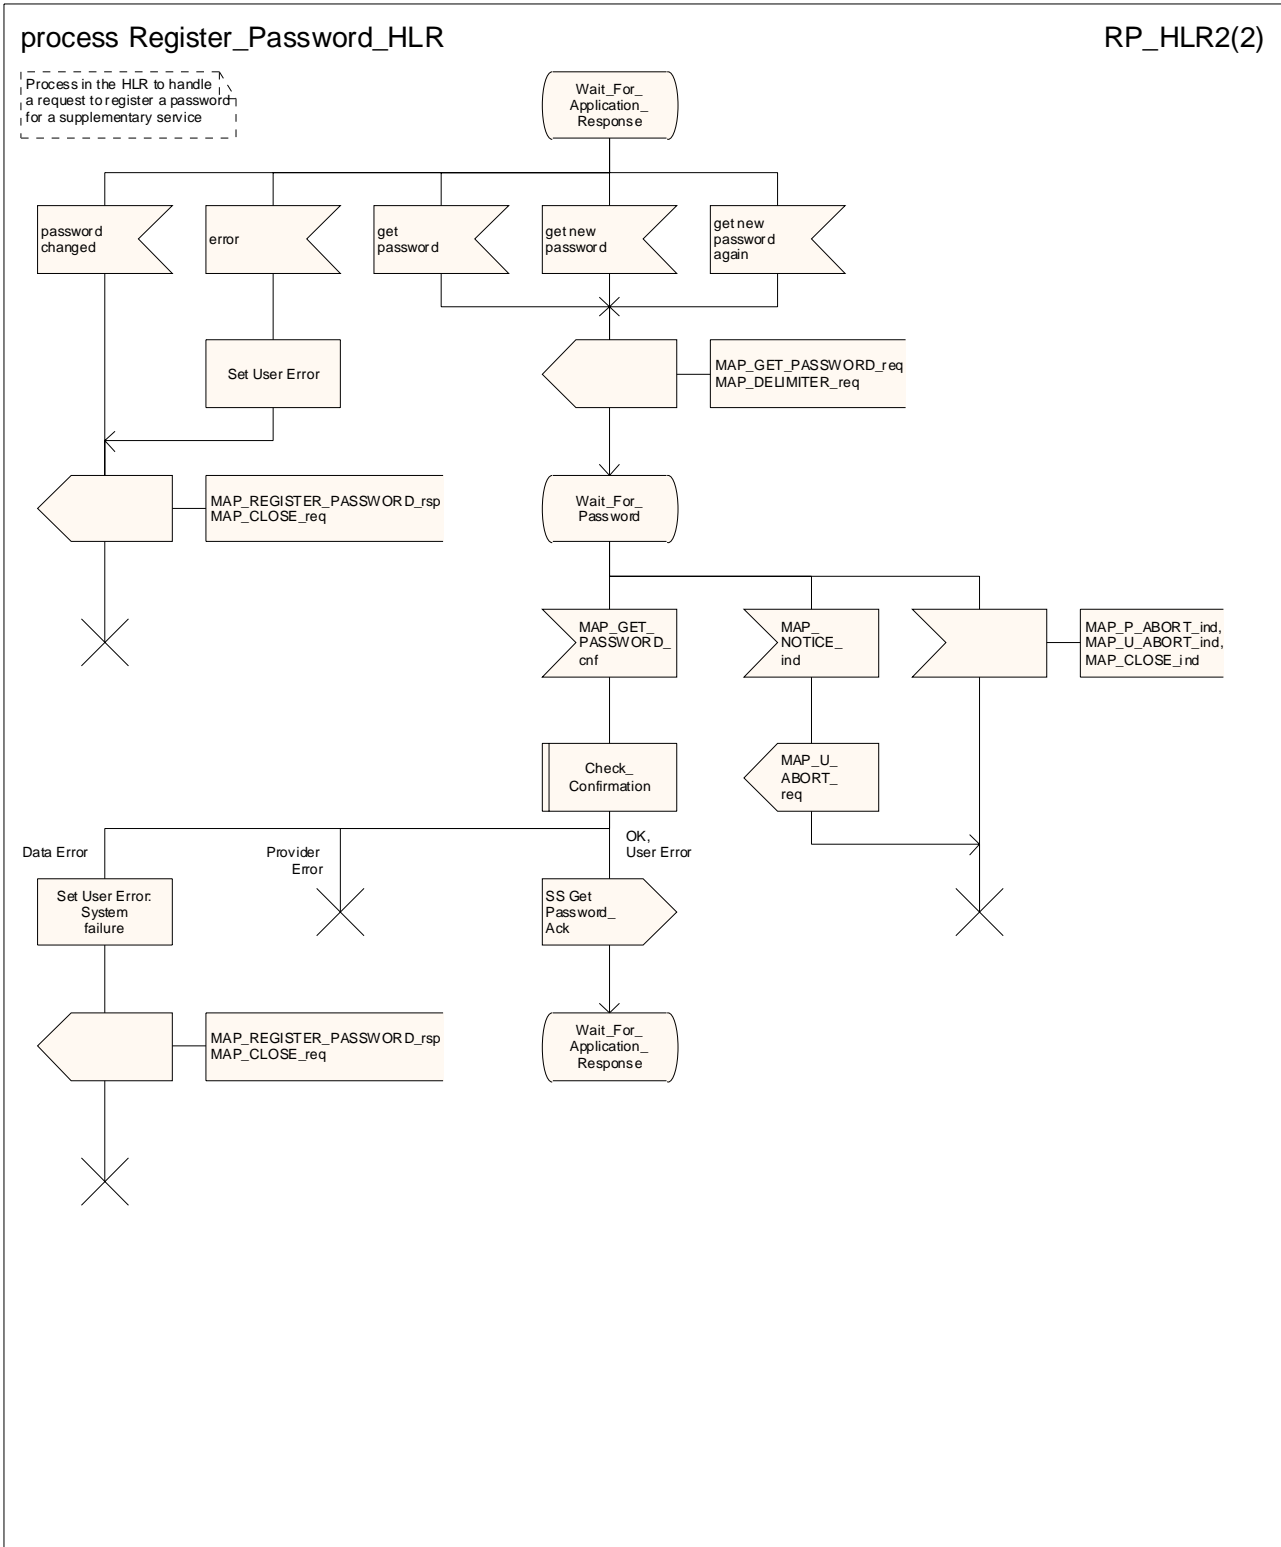 process Register_Password_HLR
RP_HLR2(2)
Process in the HLR to handle
a request to register a password
for a supplementary service
Wait_For_
Application_
Response
password
changed
error
get
password
get new
password
get new
password
again
Set User Error
MAP_GET_PASSWORD_req
MAP_DELIMITER_req
MAP_REGISTER_PASSWORD_rsp
MAP_CLOSE_req
Wait_For_
Password
MAP_GET_
PASSWORD_
cnf
MAP_
NOTICE_
ind
MAP_P_ABORT_ind,
MAP_U_ABORT_ind,
MAP_CLOSE_ind
Check_
Confirmation
MAP_U_
ABORT_
req
Data Error
Provider
Error
OK,
User Error
Set User Error:
System
failure
SS Get
Password_
Ack
MAP_REGISTER_PASSWORD_rsp
MAP_CLOSE_req
Wait_For_
Application_
Response